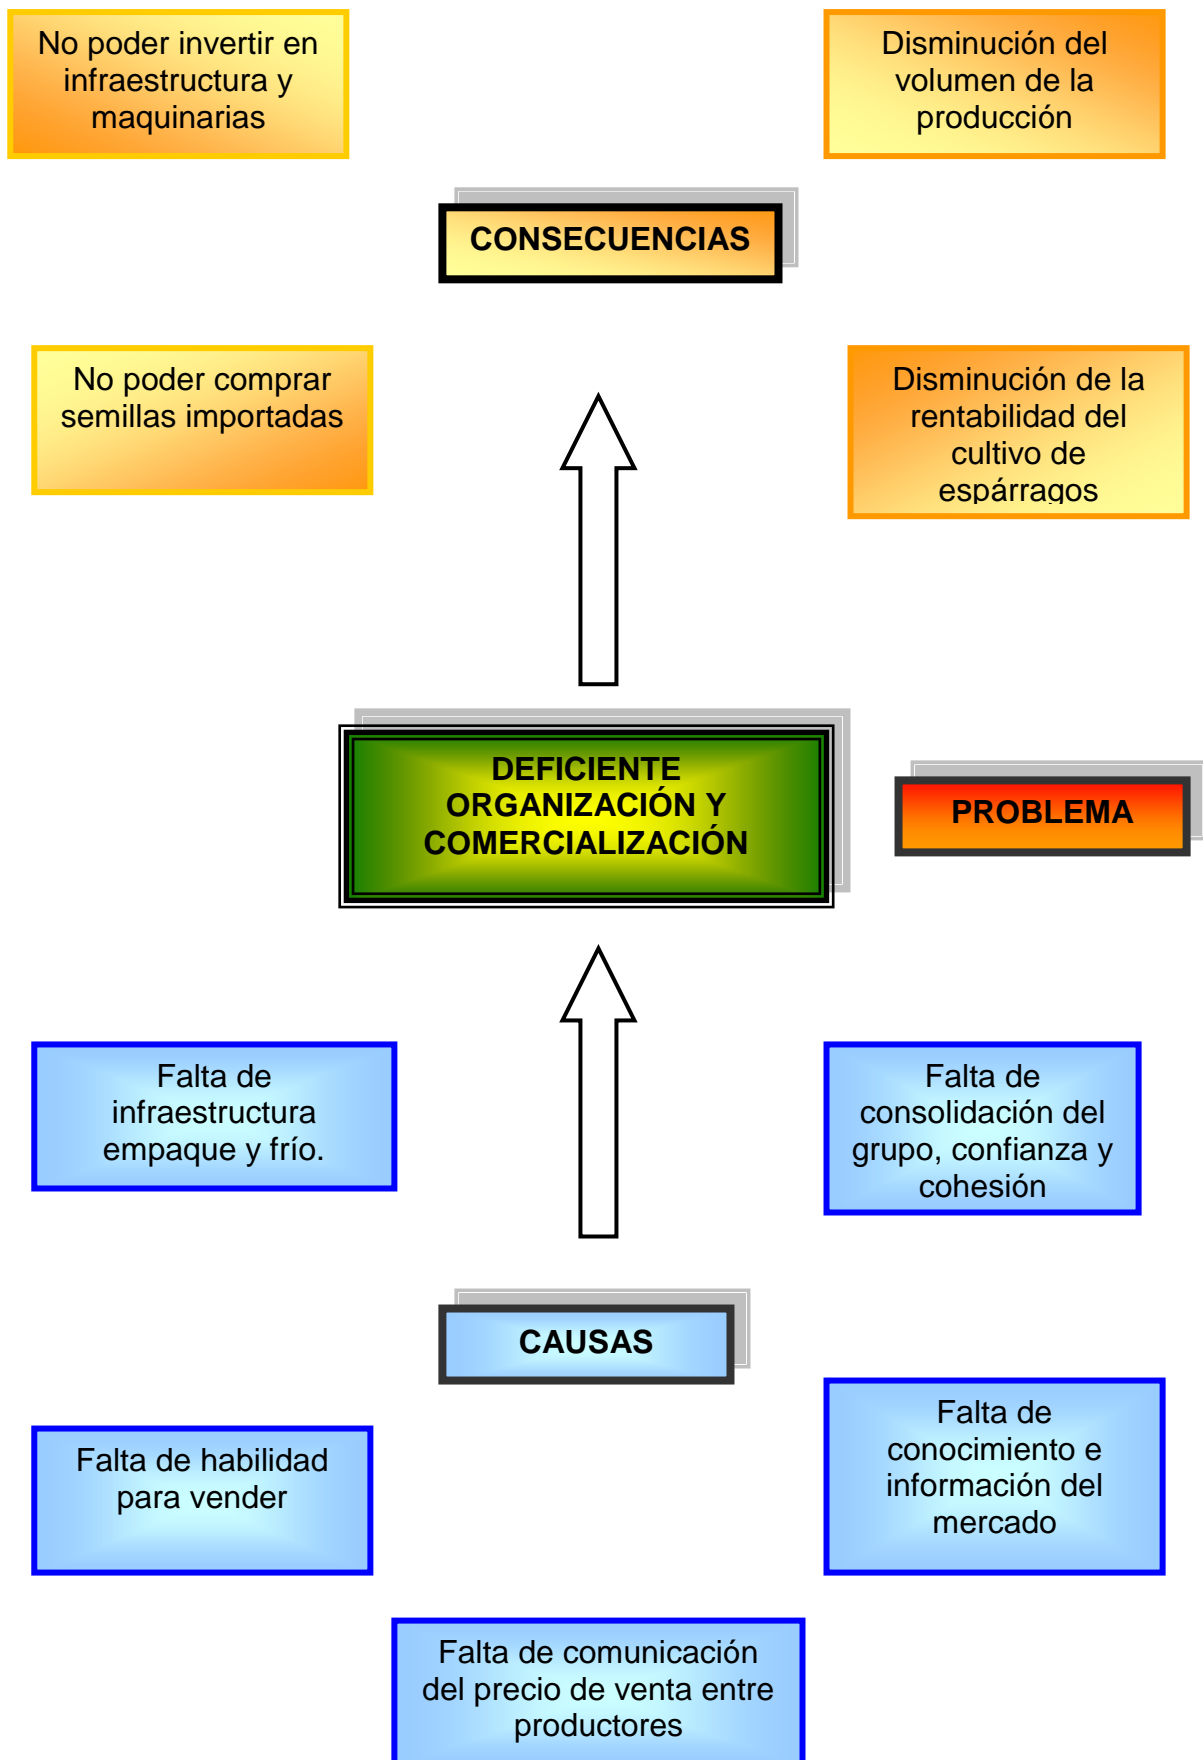 No poder invertir en
infraestructura y
maquinarias
Disminución del
volumen de la
producción
CONSECUENCIAS
No poder comprar
semillas importadas
Disminución de la
rentabilidad del
cultivo de
espárragos
DEFICIENTE
ORGANIZACIÓN Y
COMERCIALIZACIÓN
PROBLEMA
Falta de
infraestructura
empaque y frío.
Falta de
consolidación del
grupo, confianza y
cohesión
CAUSAS
Falta de habilidad
para vender
Falta de
conocimiento e
información del
mercado
Falta de comunicación
del precio de venta entre
productores